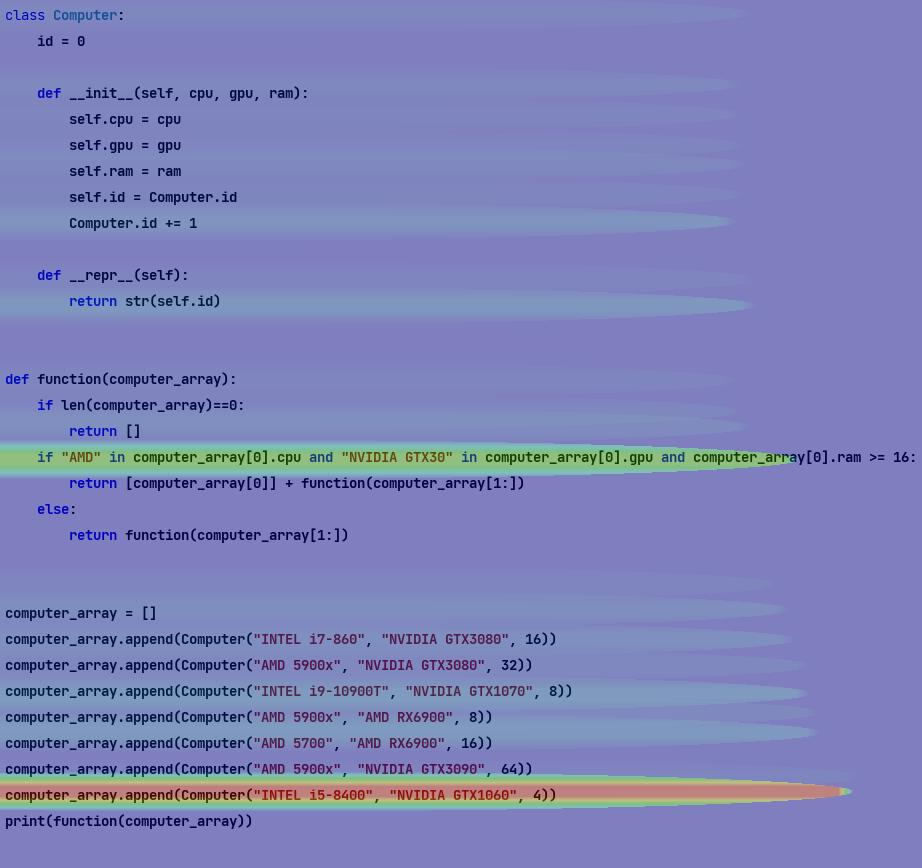 class Computer:
    id = 0
    def __init__(self, cpu, gpu, ram):
        self.cpu = cpu
        self.gpu = gpu
        self.ram = ram
        self.id = Computer.id
        Computer.id += 1
    def __repr__(self):
        return str(self.id)
def function(computer_array):
    if len(computer_array)==0:
        return []
    if "AMD" in computer_array[0].cpu and "NVIDIA GTX30" in computer_array[0].gpu and computer_array[0].ram >= 16:
        return [computer_array[0]] + function(computer_array[1:])
    else:
        return function(computer_array[1:])
computer_array = []
computer_array.append(Computer("INTEL i7-860", "NVIDIA GTX3080", 16))
computer_array.append(Computer("AMD 5900x", "NVIDIA GTX3080", 32))
computer_array.append(Computer("INTEL i9-10900T", "NVIDIA GTX1070", 8))
computer_array.append(Computer("AMD 5900x", "AMD RX6900", 8))
computer_array.append(Computer("AMD 5700", "AMD RX6900", 16))
computer_array.append(Computer("AMD 5900x", "NVIDIA GTX3090", 64))
computer_array.append(Computer("INTEL i5-8400", "NVIDIA GTX1060", 4))
print(function(computer_array))